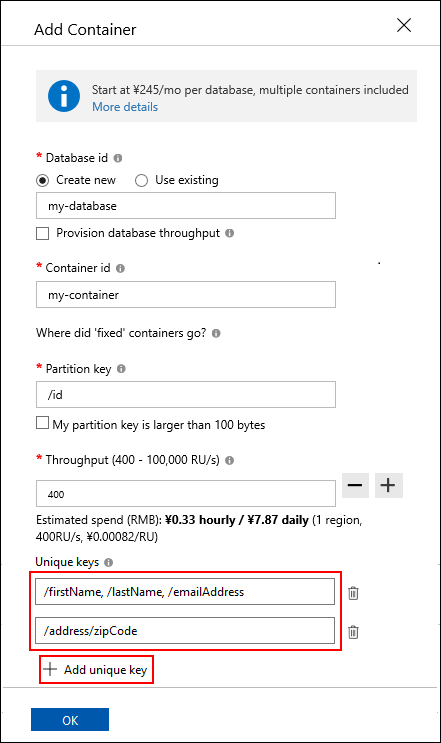 Add Container
Start at ¥245/mo per database, multiple containers included
More details
* Database id
Create new Use existing
my-database
Provision database throughput
* Container id
my-container
Where did 'fixed' containers go?
* Partition key
/id
My partition key is larger than 100 bytes
* Throughput (400 - 100,000 RU/s)
400
Estimated spend (RMB): ¥0.33 hourly / ¥7.87 daily (1 region,
400RU/s, ¥0.00082/RU)
Unique keys
/firstName, /lastName, /emailAddress
/address/zipCode
Add unique key
OK